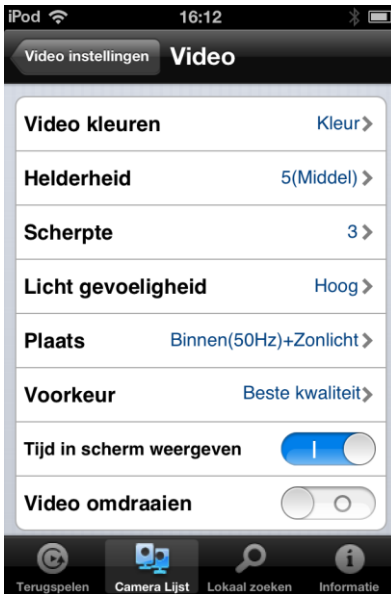 iPod 16:12
Video instellingen Video
Video kleuren Kleur
Helderheid 5(Middel)
Scherpte 3
Licht gevoeligheid Hoog
Plaats Binnen(50Hz)+Zonlicht
Voorkeur Beste kwaliteit
Tijd in scherm weergeven
Video omdraaien
Terugspelen Camera Lijst Lokaal zoeken Informatie